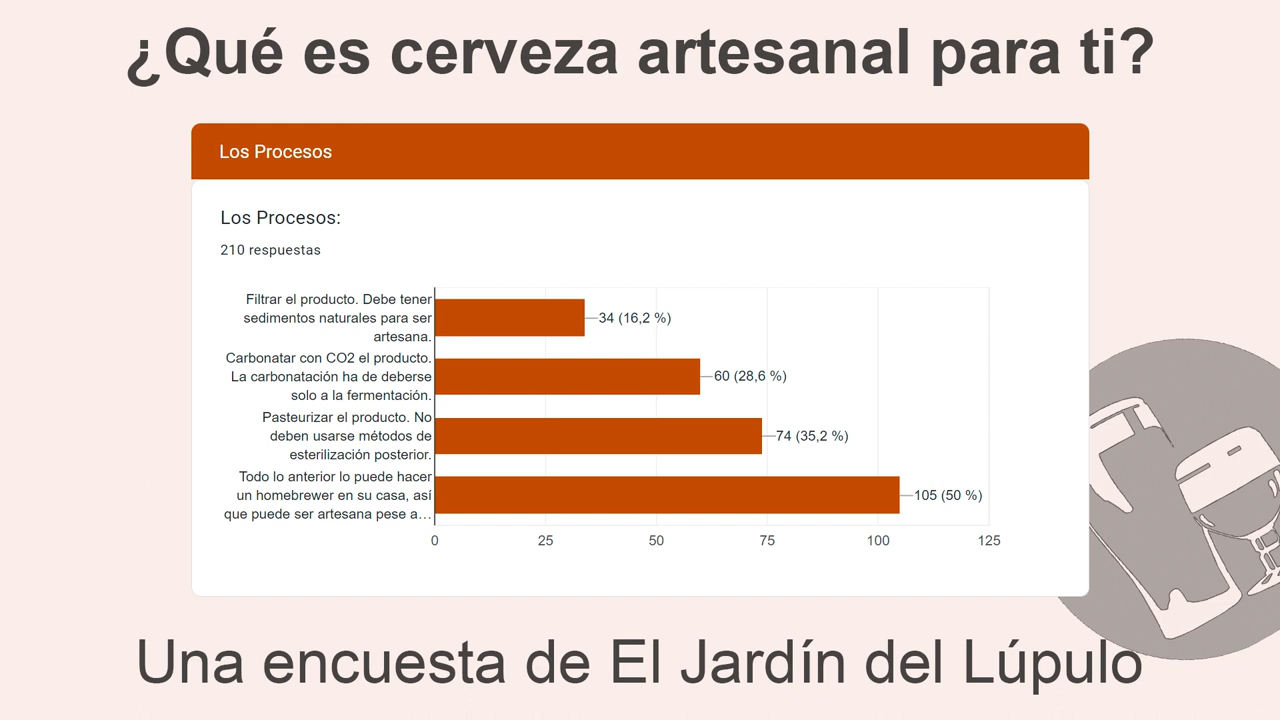 ¿Qué es cerveza artesanal para ti?
Los Procesos
Los Procesos:
210 respuestas
Filtrar el producto. Debe tener
sedimentos naturales para ser
artesana.
34 (16,2 %)
Carbonatar con CO2 el producto.
La carbonatación ha de deberse
solo a la fermentación.
60 (28,6 %)
Pasteurizar el producto. No
deben usarse métodos de
esterilización posterior.
74 (35,2 %)
Todo lo anterior lo puede hacer
un homebrewer en su casa, así
que puede ser artesana pese a…
105 (50 %)
0 25 50 75 100 125
Una encuesta de El Jardín del Lúpulo